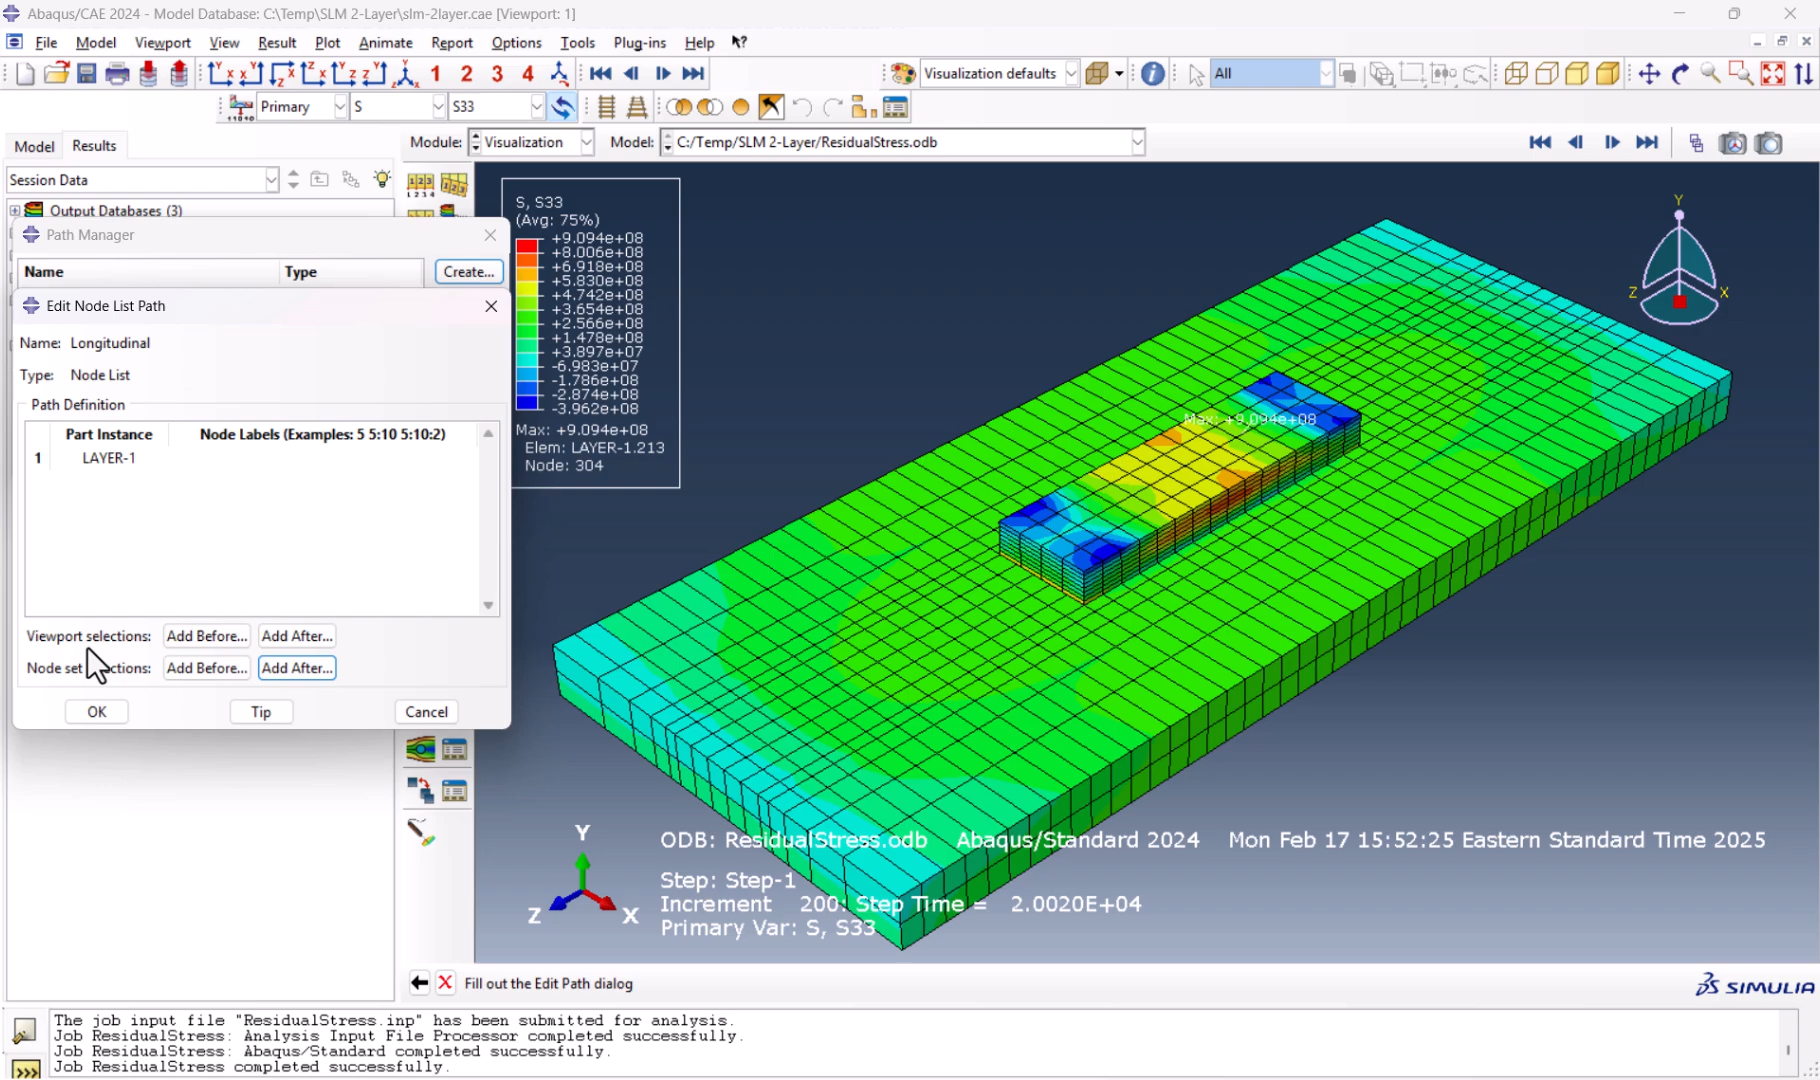 Abaqus/CAE 2024 - Model Database: C:\Temp\SLM 2-Layer\slm-2layer.cae [Viewport: 1]
File Model Viewport View Result Plot Animate Report Options Tools Plug-ins Help
1 2 3 4 Visualization defaults All
Primary S S33
Model Results Module: Visualization Model: C:/Temp/SLM 2-Layer/ResidualStress.odb
Session Data
Output Databases (3)
Path Manager
Name Type Create...
Edit Node List Path
Name: Longitudinal
Type: Node List
Path Definition
Part Instance Node Labels (Examples: 5 5:10 5:10:2)
1 LAYER-1
Viewport selections: Add Before... Add After...
Node set ctions: Add Before... Add After...
OK Tip Cancel
S, S33
(Avg: 75%)
+9.094e+08
+8.006e+08
+6.918e+08
+5.830e+08
+4.742e+08
+3.654e+08
+2.566e+08
+1.478e+08
+3.897e+07
-6.983e+07
-1.786e+08
-2.874e+08
-3.962e+08
Max: +9.094e+08
Elem: LAYER-1.213
Node: 304
Max: +9.094e+08
Y
Z X
Y
Z X
ODB: ResidualStress.odb Abaqus/Standard 2024 Mon Feb 17 15:52:25 Eastern Standard Time 2025
Step: Step-1
Increment 200: Step Time = 2.0020E+04
Primary Var: S, S33
Fill out the Edit Path dialog
SIMULIA
The job input file "ResidualStress.inp" has been submitted for analysis.
Job ResidualStress: Analysis Input File Processor completed successfully.
Job ResidualStress: Abaqus/Standard completed successfully.
Job ResidualStress completed successfully.
>>>